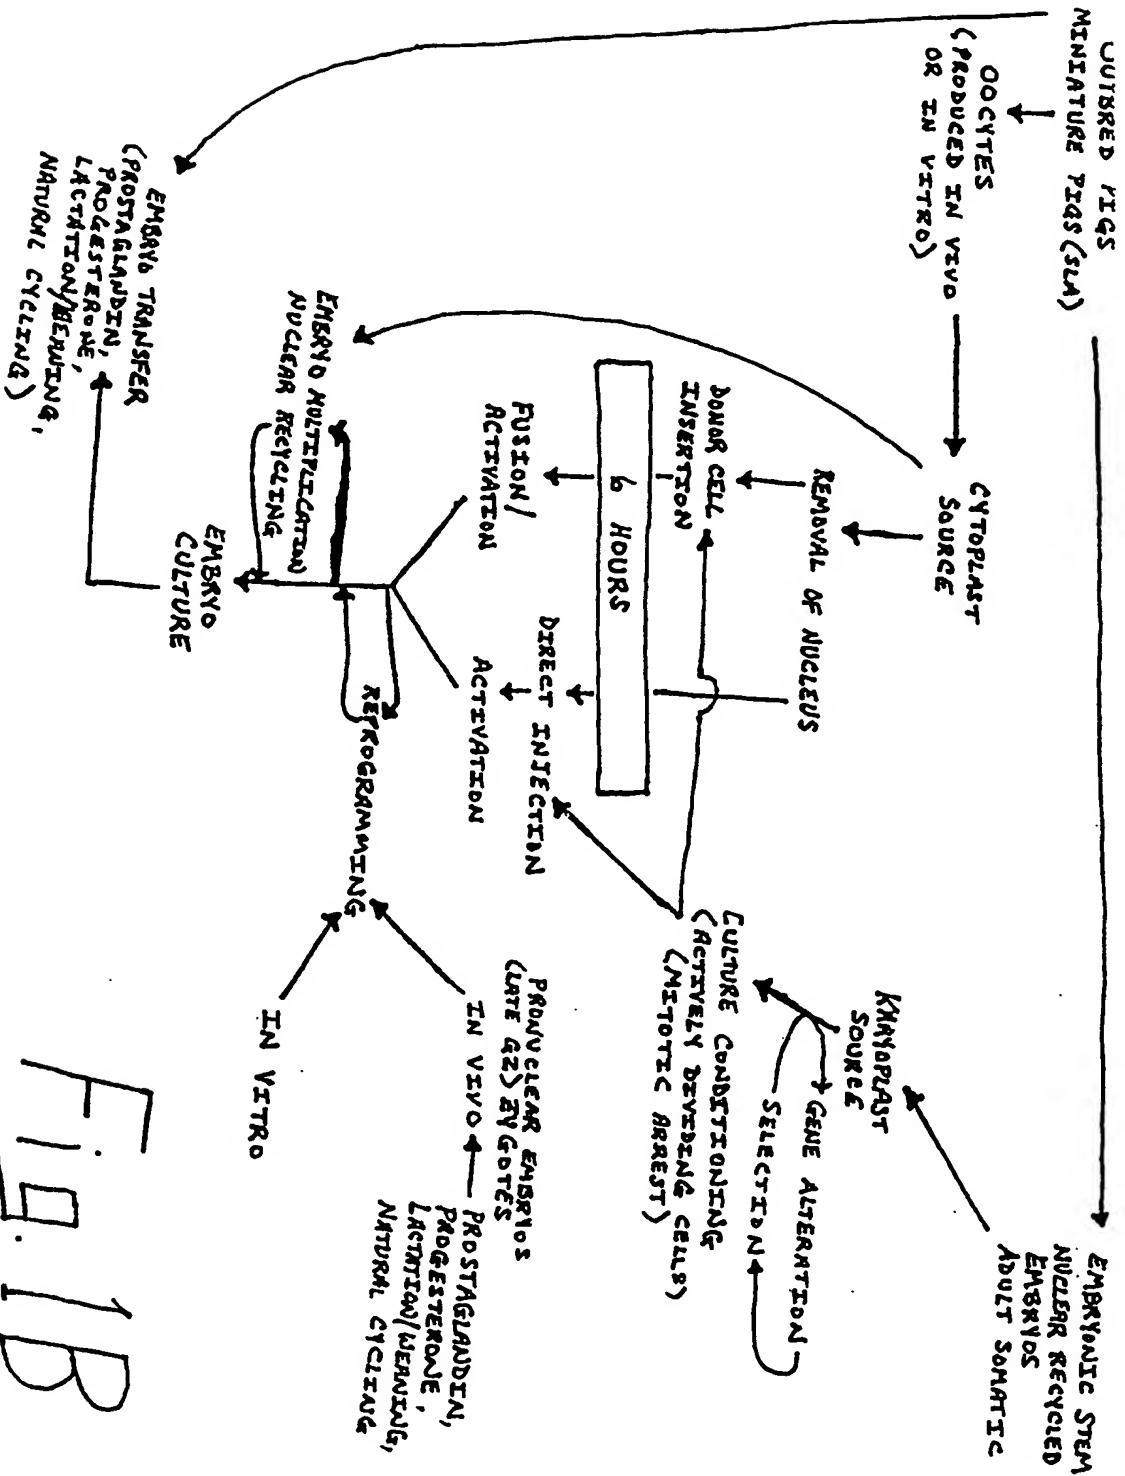 OUTBRED PIGS
MINIATURE PIGS (SLA)
OOCYTES
(PRODUCED IN VIVO
OR IN VITRO)
CYTOPLAST
SOURCE
REMOVAL OF NUCLEUS
DONOR CELL
INSERTION
6 HOURS
FUSION/
ACTIVATION
DIRECT INJECTION
ACTIVATION
EMBRYO MULTIPLICATION
NUCLEAR RECYCLING
EMBRYO
CULTURE
EMBRYO TRANSFER
(PROSTAGLANDIN,
PROGESTERONE,
LACTATION/WEANING,
NATURAL CYCLING)
EMBRYONIC STEM
NUCLEAR RECYCLED
EMBRYOS
ADULT SOMATIC
KARYOPLAST
SOURCE
GENE ALTERATION
SELECTION
CULTURE CONDITIONING
(ACTIVELY DIVIDING CELLS)
(MITOTIC ARREST)
PRONUCLEAR EMBRYOS
(LATE G2) ZYGOTES
IN VIVO
PROSTAGLANDIN,
PROGESTERONE,
LACTATION/WEANING,
NATURAL CYCLING
REPROGRAMMING
IN VITRO
Fig. 1B